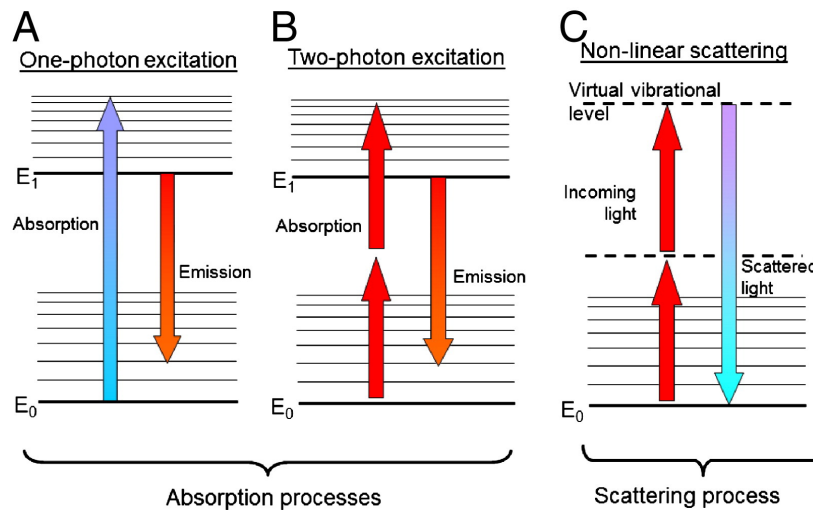 A
One-photon excitation
E1
Absorption
Emission
E0
B
Two-photon excitation
E1
Absorption
Emission
E0
Absorption processes
C
Non-linear scattering
Virtual vibrational
level
Incoming
light
Scattered
light
E0
Scattering process